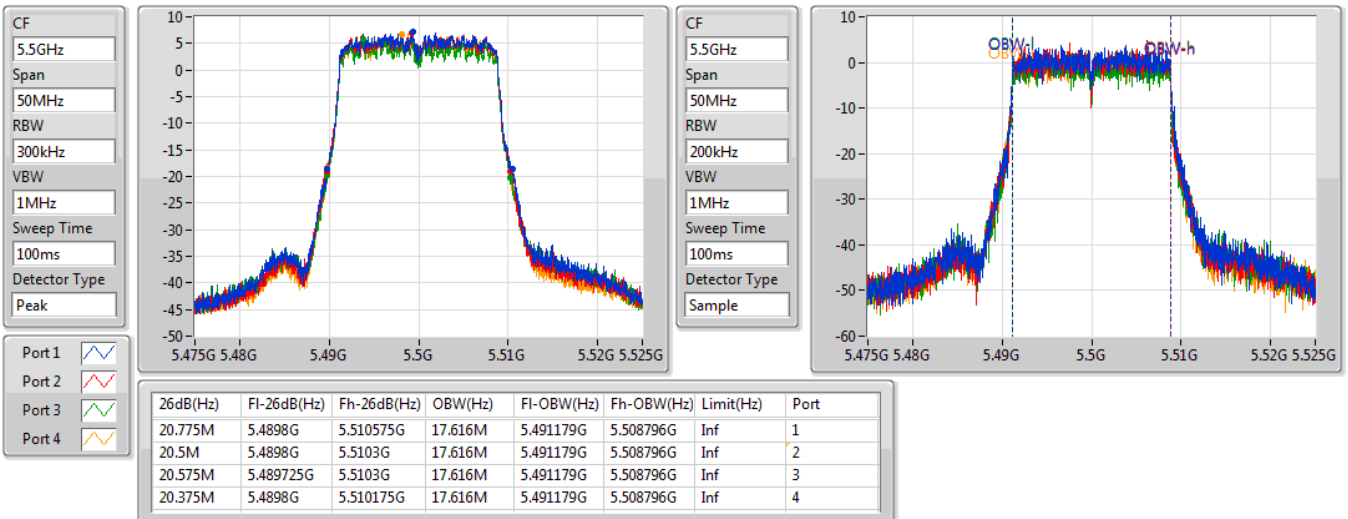 CF
5.5GHz
Span
50MHz
RBW
300kHz
VBW
1MHz
Sweep Time
100ms
Detector Type
Peak
10
5
0
-5
-10
-15
-20
-25
-30
-35
-40
-45
-50
5.475G 5.48G 5.49G 5.5G 5.51G 5.52G 5.525G
CF
5.5GHz
Span
50MHz
RBW
200kHz
VBW
1MHz
Sweep Time
100ms
Detector Type
Sample
10
0
-10
-20
-30
-40
-50
-60
OBW-l
OBW-h
5.475G 5.48G 5.49G 5.5G 5.51G 5.52G 5.525G
Port 1
Port 2
Port 3
Port 4
26dB(Hz) Fl-26dB(Hz) Fh-26dB(Hz) OBW(Hz) Fl-OBW(Hz) Fh-OBW(Hz) Limit(Hz) Port
20.775M 5.4898G 5.510575G 17.616M 5.491179G 5.508796G Inf 1
20.5M 5.4898G 5.5103G 17.616M 5.491179G 5.508796G Inf 2
20.575M 5.489725G 5.5103G 17.616M 5.491179G 5.508796G Inf 3
20.375M 5.4898G 5.510175G 17.616M 5.491179G 5.508796G Inf 4